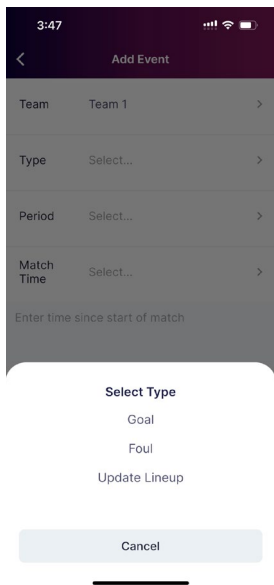 3:47
Add Event
Team Team 1
Type Select...
Period Select...
Match
Time Select...
Enter time since start of match
Select Type
Goal
Foul
Update Lineup
Cancel